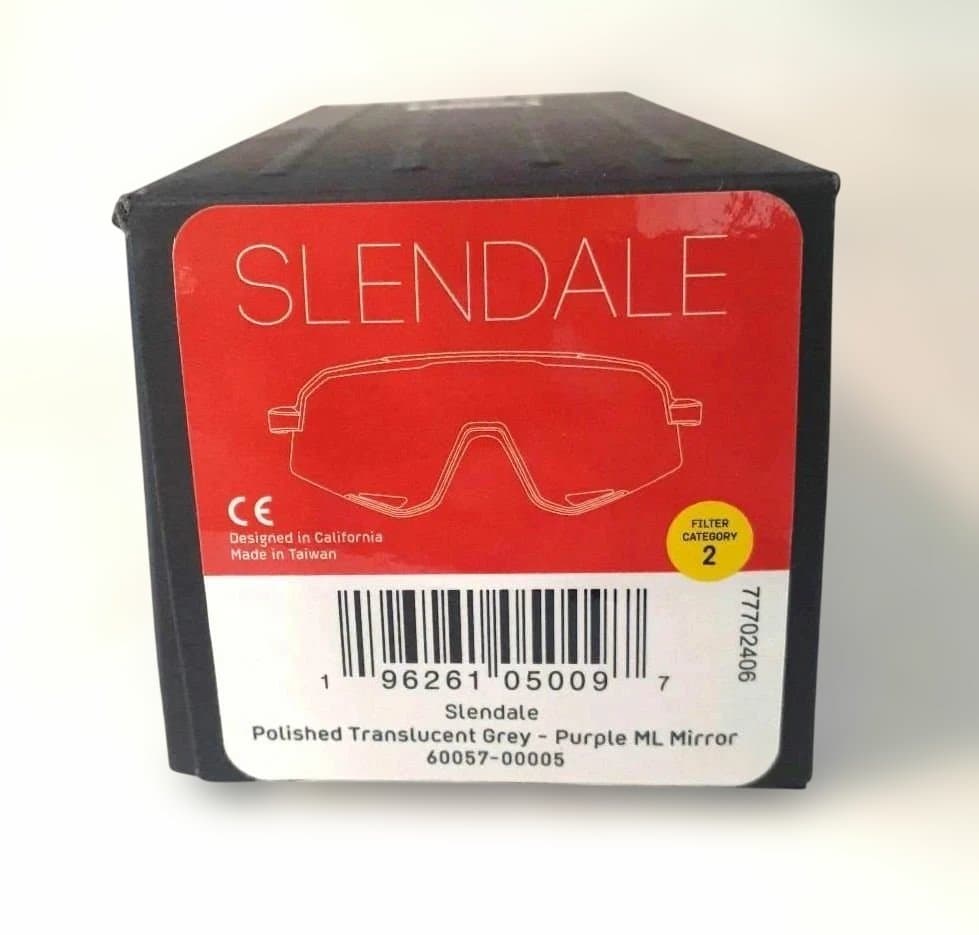 SLENDALE
CE
Designed in California
Made in Taiwan
FILTER
CATEGORY
2
77702406
1 96261 05009 7
Slendale
Polished Translucent Grey - Purple ML Mirror
60057-00005